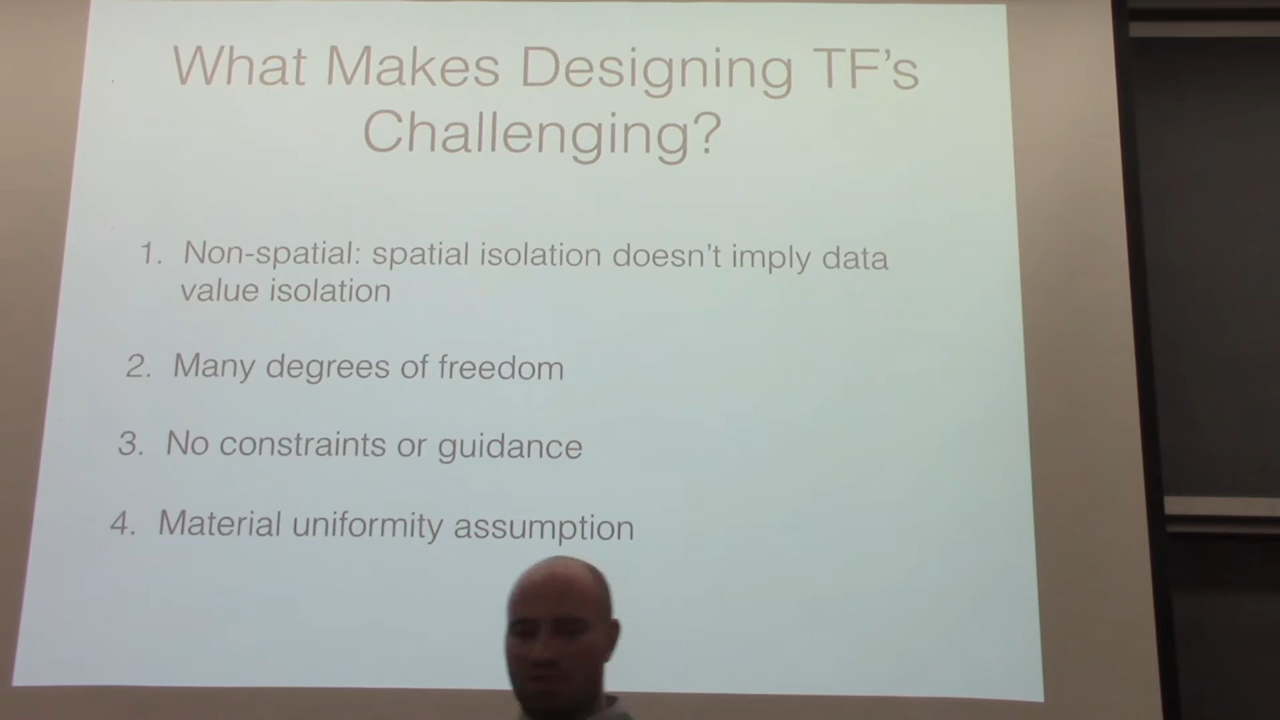 What Makes Designing TF's
Challenging?
1. Non-spatial: spatial isolation doesn't imply data
value isolation
2. Many degrees of freedom
3. No constraints or guidance
4. Material uniformity assumption